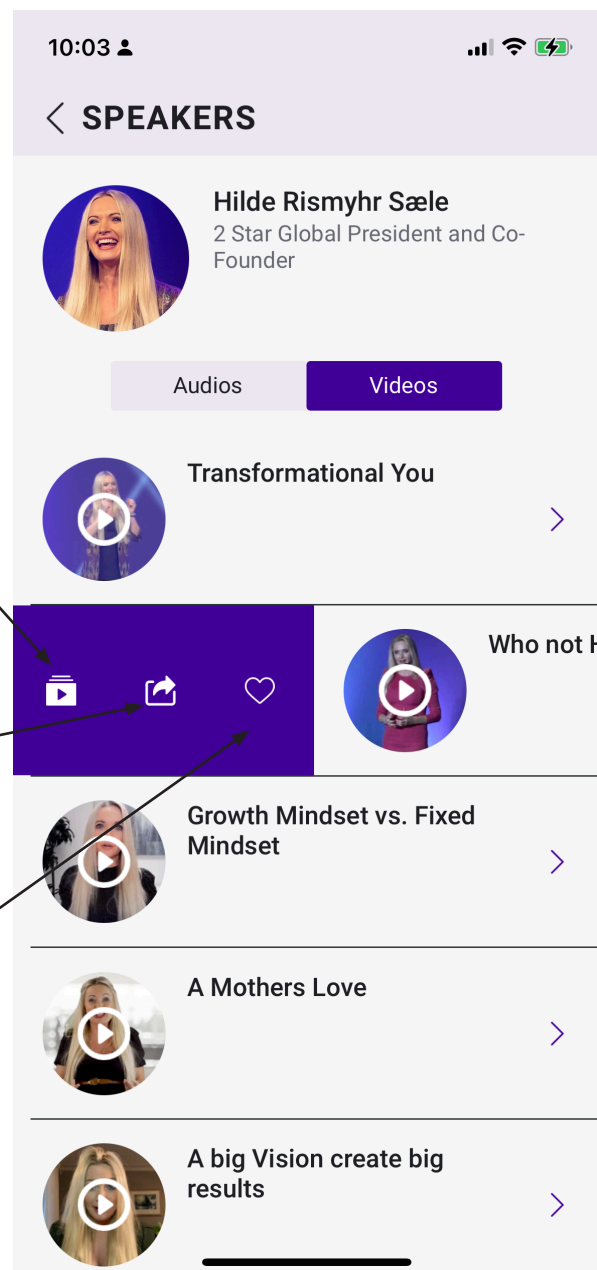 10:03
SPEAKERS
Hilde Rismyhr Sæle
2 Star Global President and Co-
Founder
Audios
Videos
Transformational You
Who not H
Growth Mindset vs. Fixed
Mindset
A Mothers Love
A big Vision create big
results